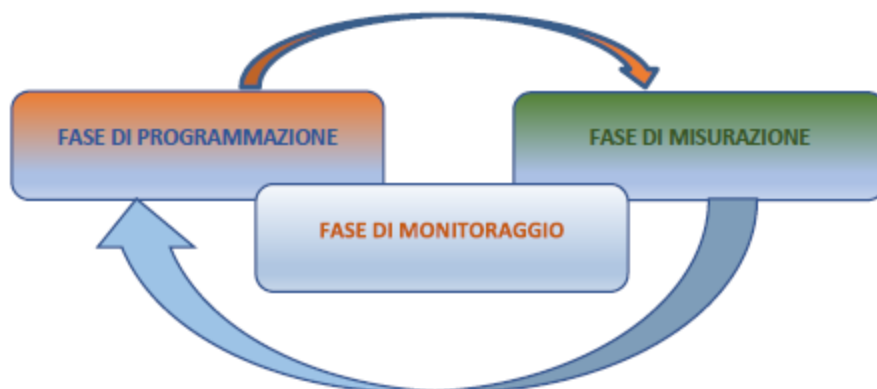 FASE DI PROGRAMMAZIONE
FASE DI MISURAZIONE
FASE DI MONITORAGGIO